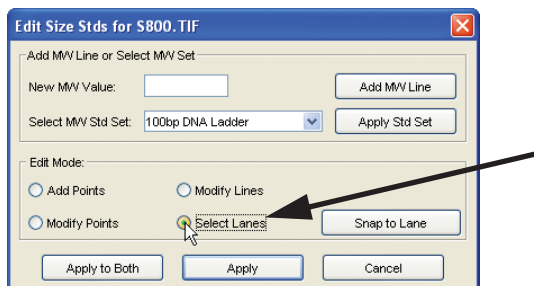 Edit Size Stds for S800.TIF
Add MW Line or Select MW Set
New MW Value:
Add MW Line
Select MW Std Set: 100bp DNA Ladder
Apply Std Set
Edit Mode:
Add Points Modify Lines
Modify Points Select Lanes Snap to Lane
Apply to Both Apply Cancel